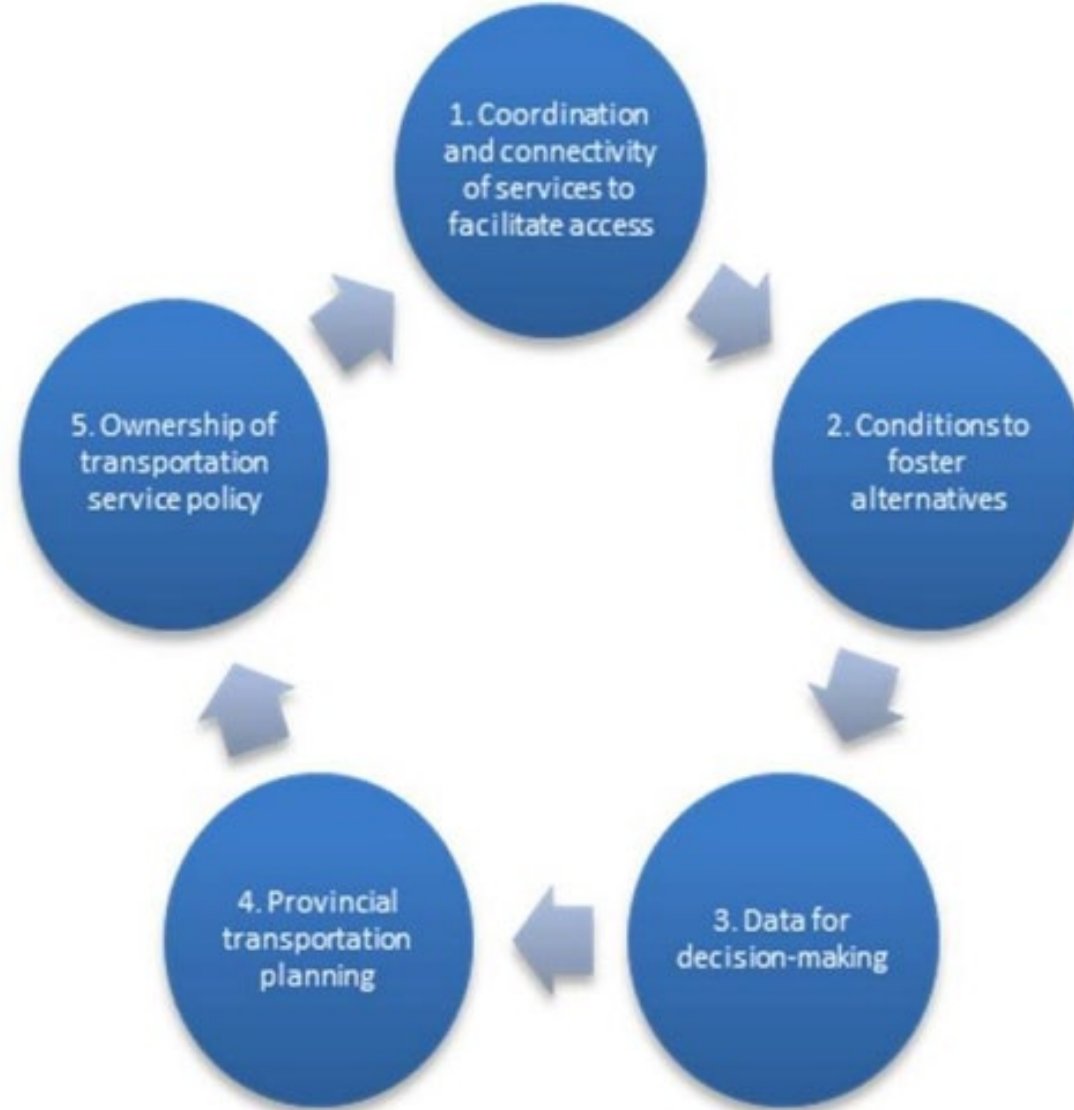 1. Coordination
and connectivity
of services to
facilitate access
2. Conditions to
foster
alternatives
3. Data for
decision-making
4. Provincial
transportation
planning
5. Ownership of
transportation
service policy